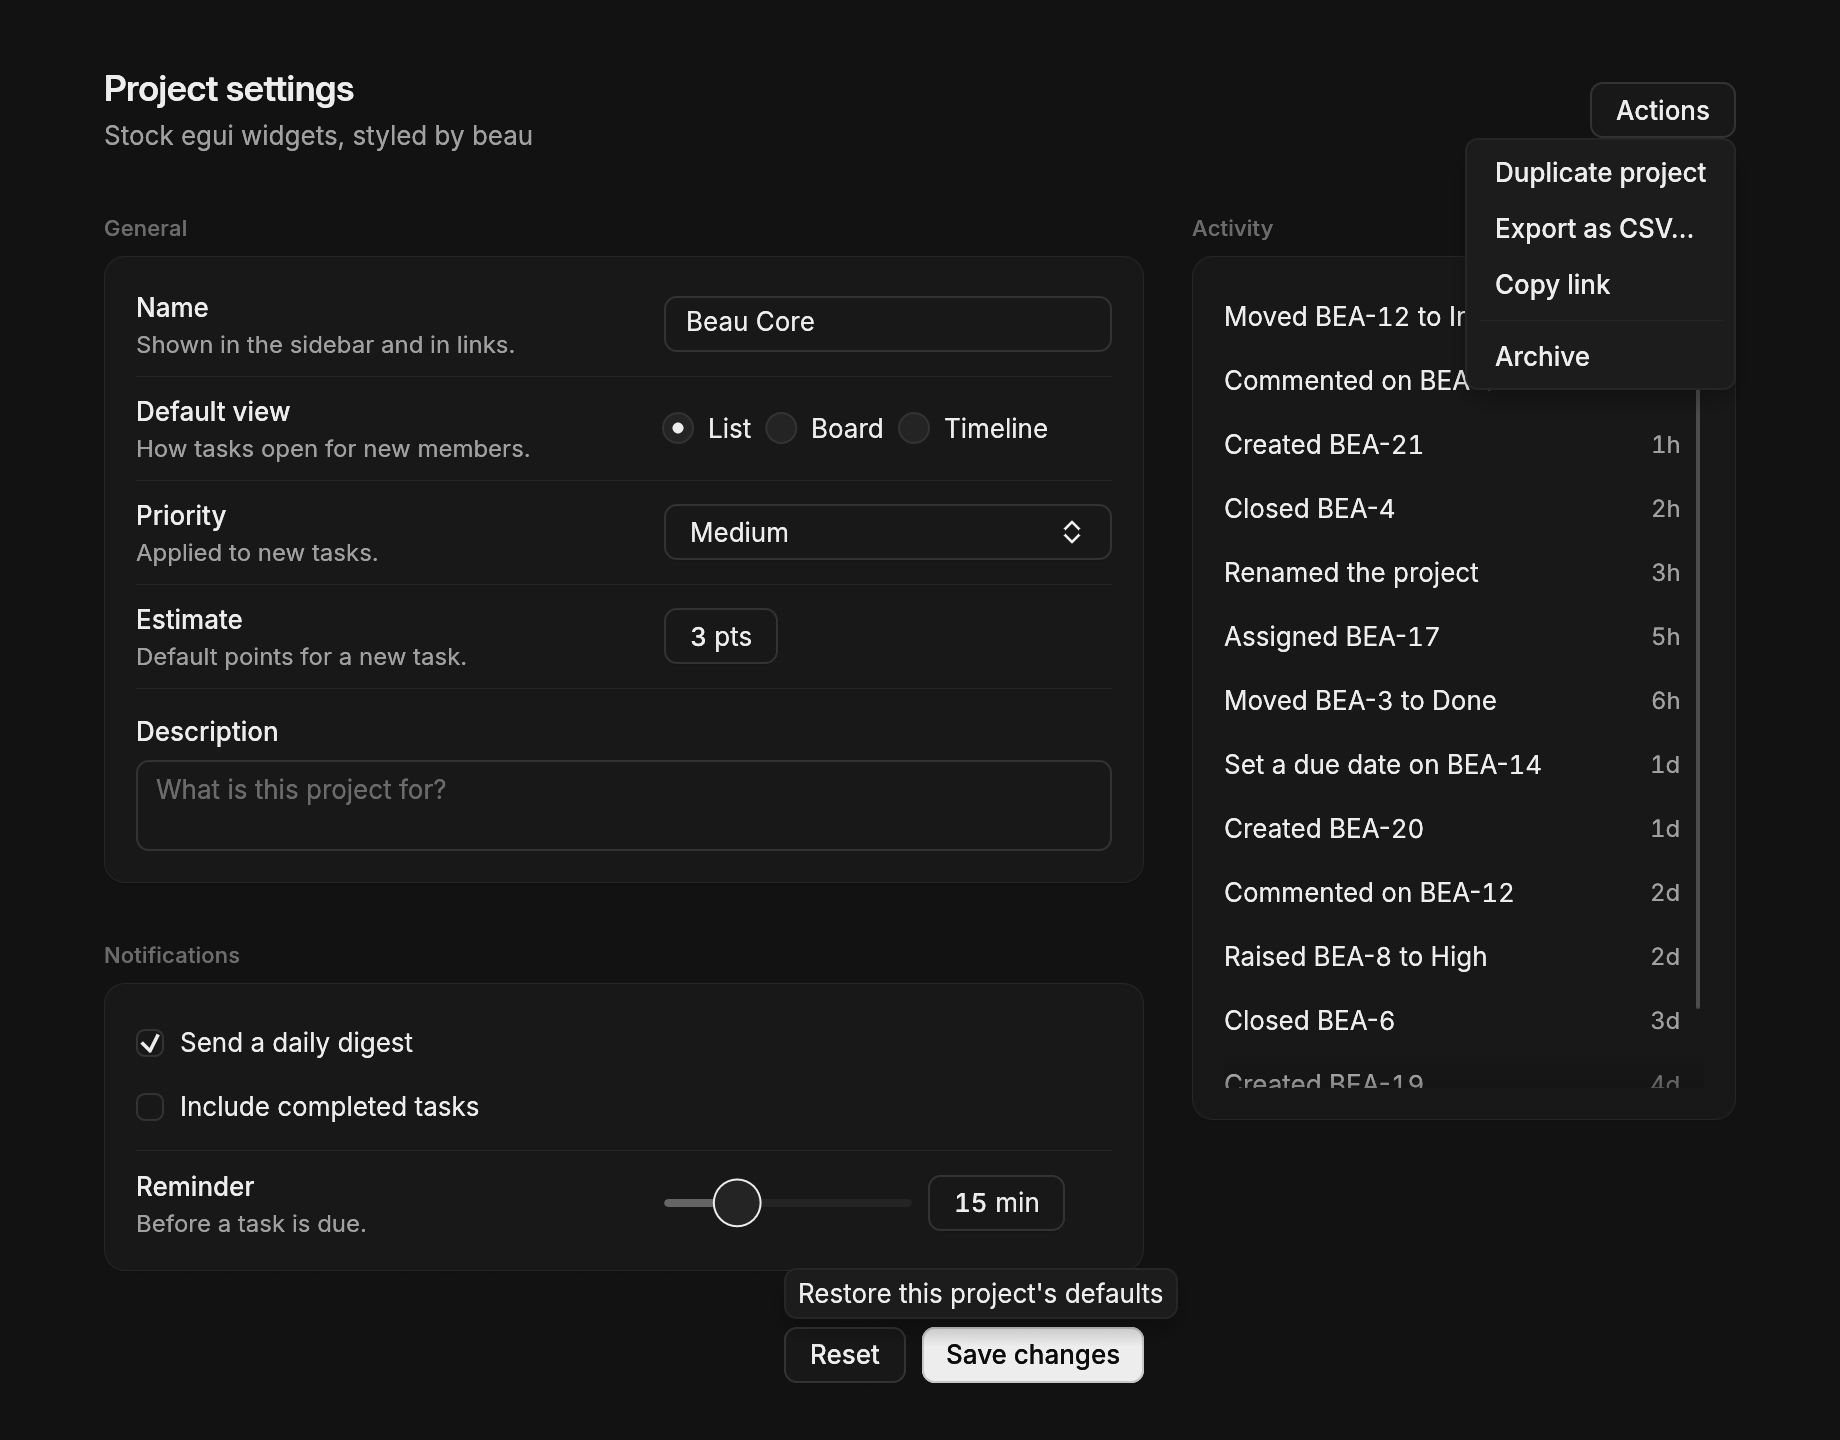 Project settings
Stock egui widgets, styled by beau
Actions
Duplicate project
Export as CSV...
Copy link
Archive
General
Name
Shown in the sidebar and in links.
Beau Core
Default view
How tasks open for new members.
List Board Timeline
Priority
Applied to new tasks.
Medium
Estimate
Default points for a new task.
3 pts
Description
What is this project for?
Notifications
Send a daily digest
Include completed tasks
Reminder
Before a task is due.
15 min
Restore this project's defaults
Reset
Save changes
Activity
Moved BEA-12 to
Commented on BEA
Created BEA-21 1h
Closed BEA-4 2h
Renamed the project 3h
Assigned BEA-17 5h
Moved BEA-3 to Done 6h
Set a due date on BEA-14 1d
Created BEA-20 1d
Commented on BEA-12 2d
Raised BEA-8 to High 2d
Closed BEA-6 3d
Created BEA-19 4d